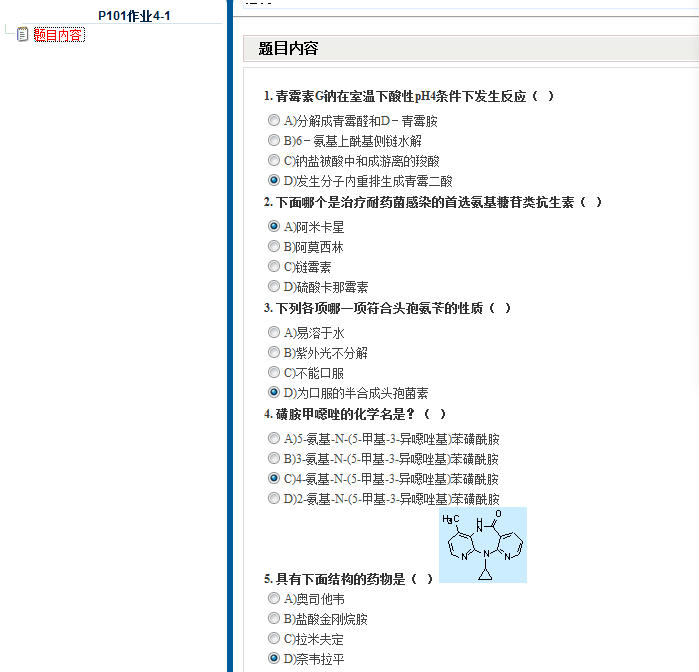 P101作业4-1
题目内容
题目内容
1. 青霉素G钠在室温下酸性pH4条件下发生反应（ ）
A)分解成青霉醛和D－青霉胺
B)6－氨基上酰基侧链水解
C)钠盐被酸中和成游离的羧酸
D)发生分子内重排生成青霉二酸
2. 下面哪个是治疗耐药菌感染的首选氨基糖苷类抗生素（ ）
A)阿米卡星
B)阿莫西林
C)链霉素
D)硫酸卡那霉素
3. 下列各项哪一项符合头孢氨苄的性质（ ）
A)易溶于水
B)紫外光不分解
C)不能口服
D)为口服的半合成头孢菌素
4. 磺胺甲噁唑的化学名是？（ ）
A)5-氨基-N-(5-甲基-3-异噁唑基)苯磺酰胺
B)3-氨基-N-(5-甲基-3-异噁唑基)苯磺酰胺
C)4-氨基-N-(5-甲基-3-异噁唑基)苯磺酰胺
D)2-氨基-N-(5-甲基-3-异噁唑基)苯磺酰胺
H3C H N O
N N N
5. 具有下面结构的药物是（ ）
A)奥司他韦
B)盐酸金刚烷胺
C)拉米夫定
D)奈韦拉平